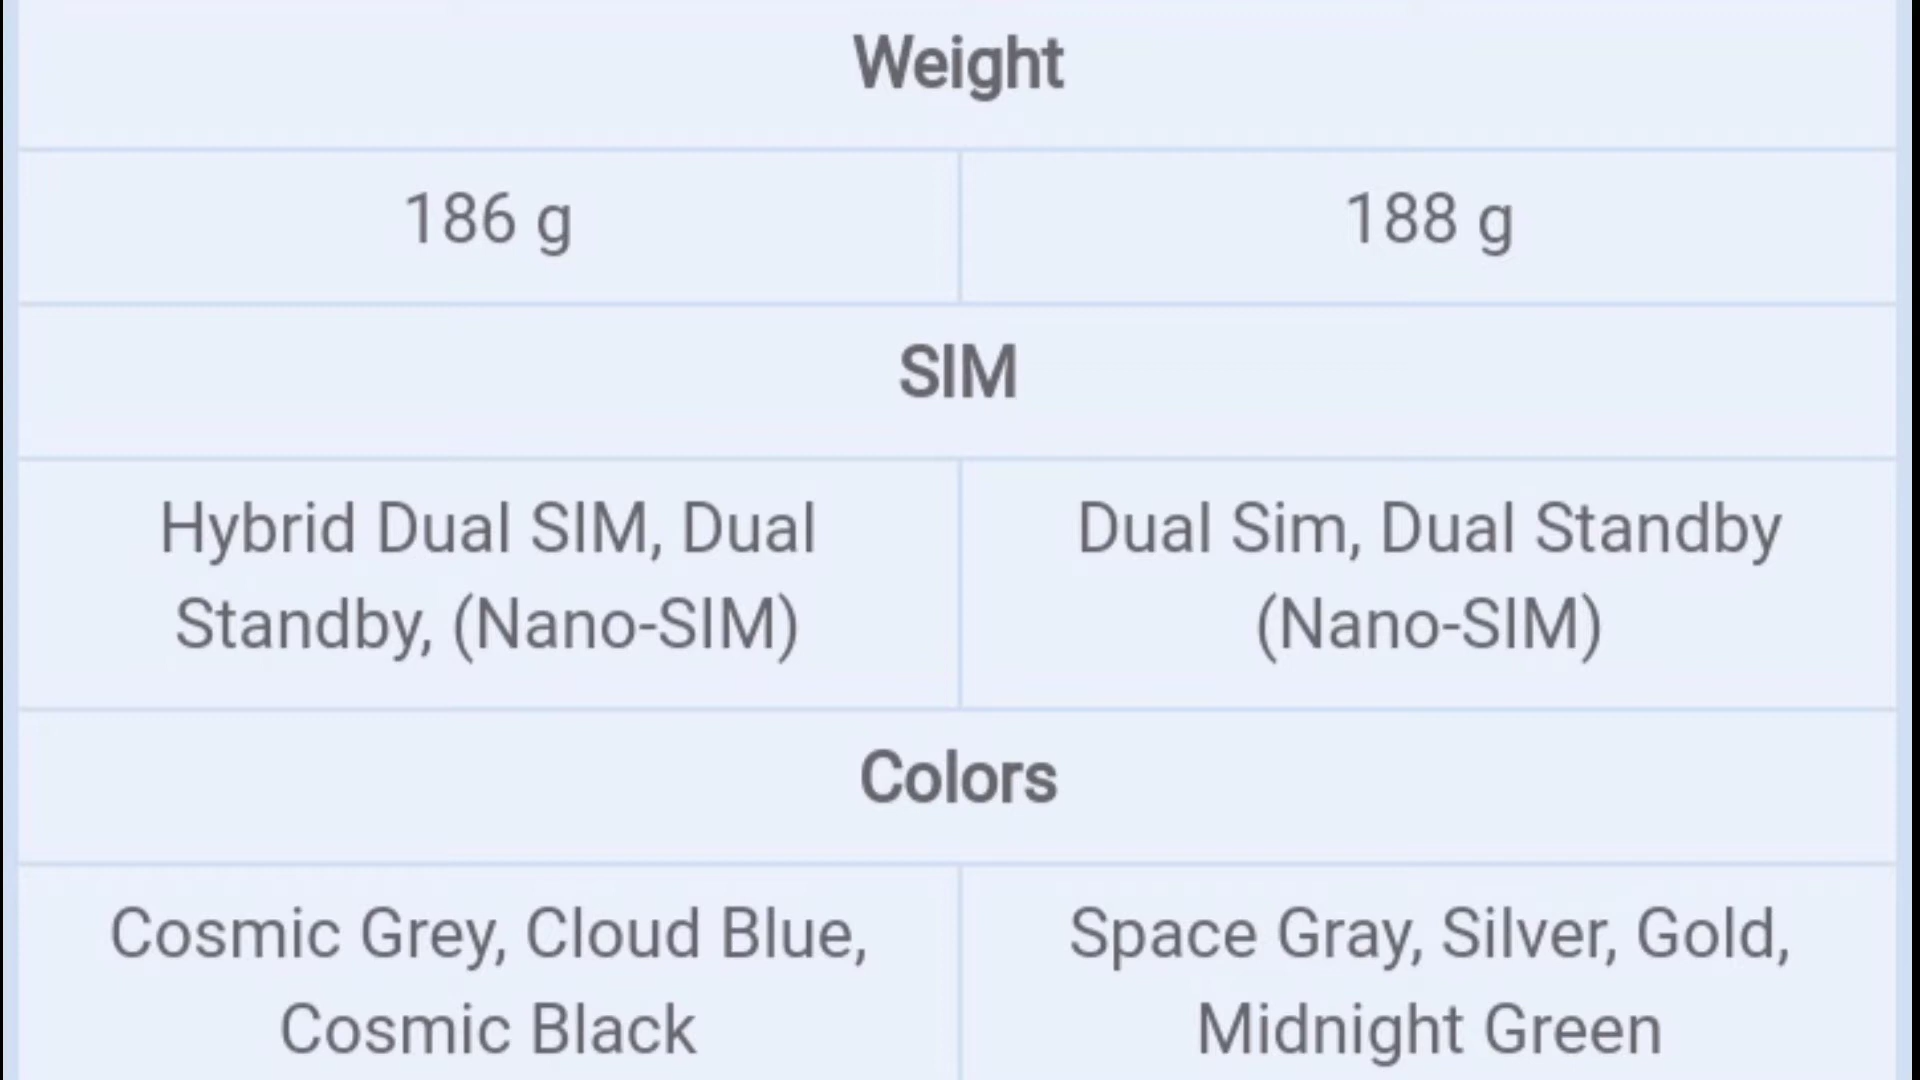 Weight
186 g
188 g
SIM
Hybrid Dual SIM, Dual
Standby, (Nano-SIM)
Dual Sim, Dual Standby
(Nano-SIM)
Colors
Cosmic Grey, Cloud Blue,
Cosmic Black
Space Gray, Silver, Gold,
Midnight Green